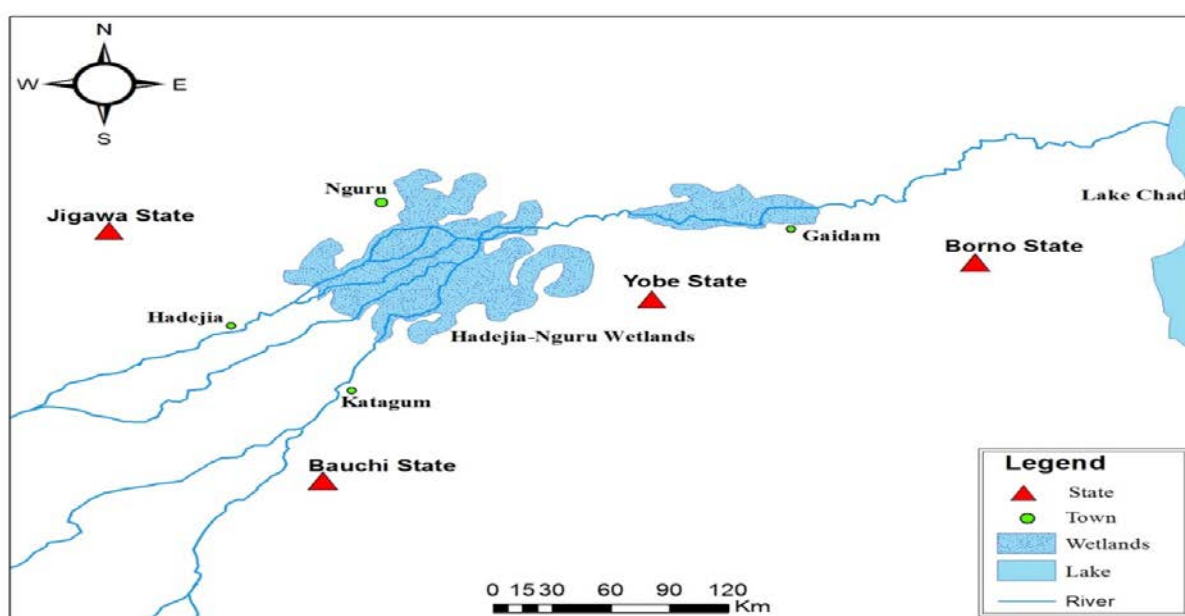 N
W E
S
Nguru
Jigawa State
Lake Chad
Gaidam
Borno State
Yobe State
Hadejia
Hadejia-Nguru Wetlands
Katagum
Bauchi State
Legend
State
Town
Wetlands
Lake
River
0 15 30 60 90 120
Km